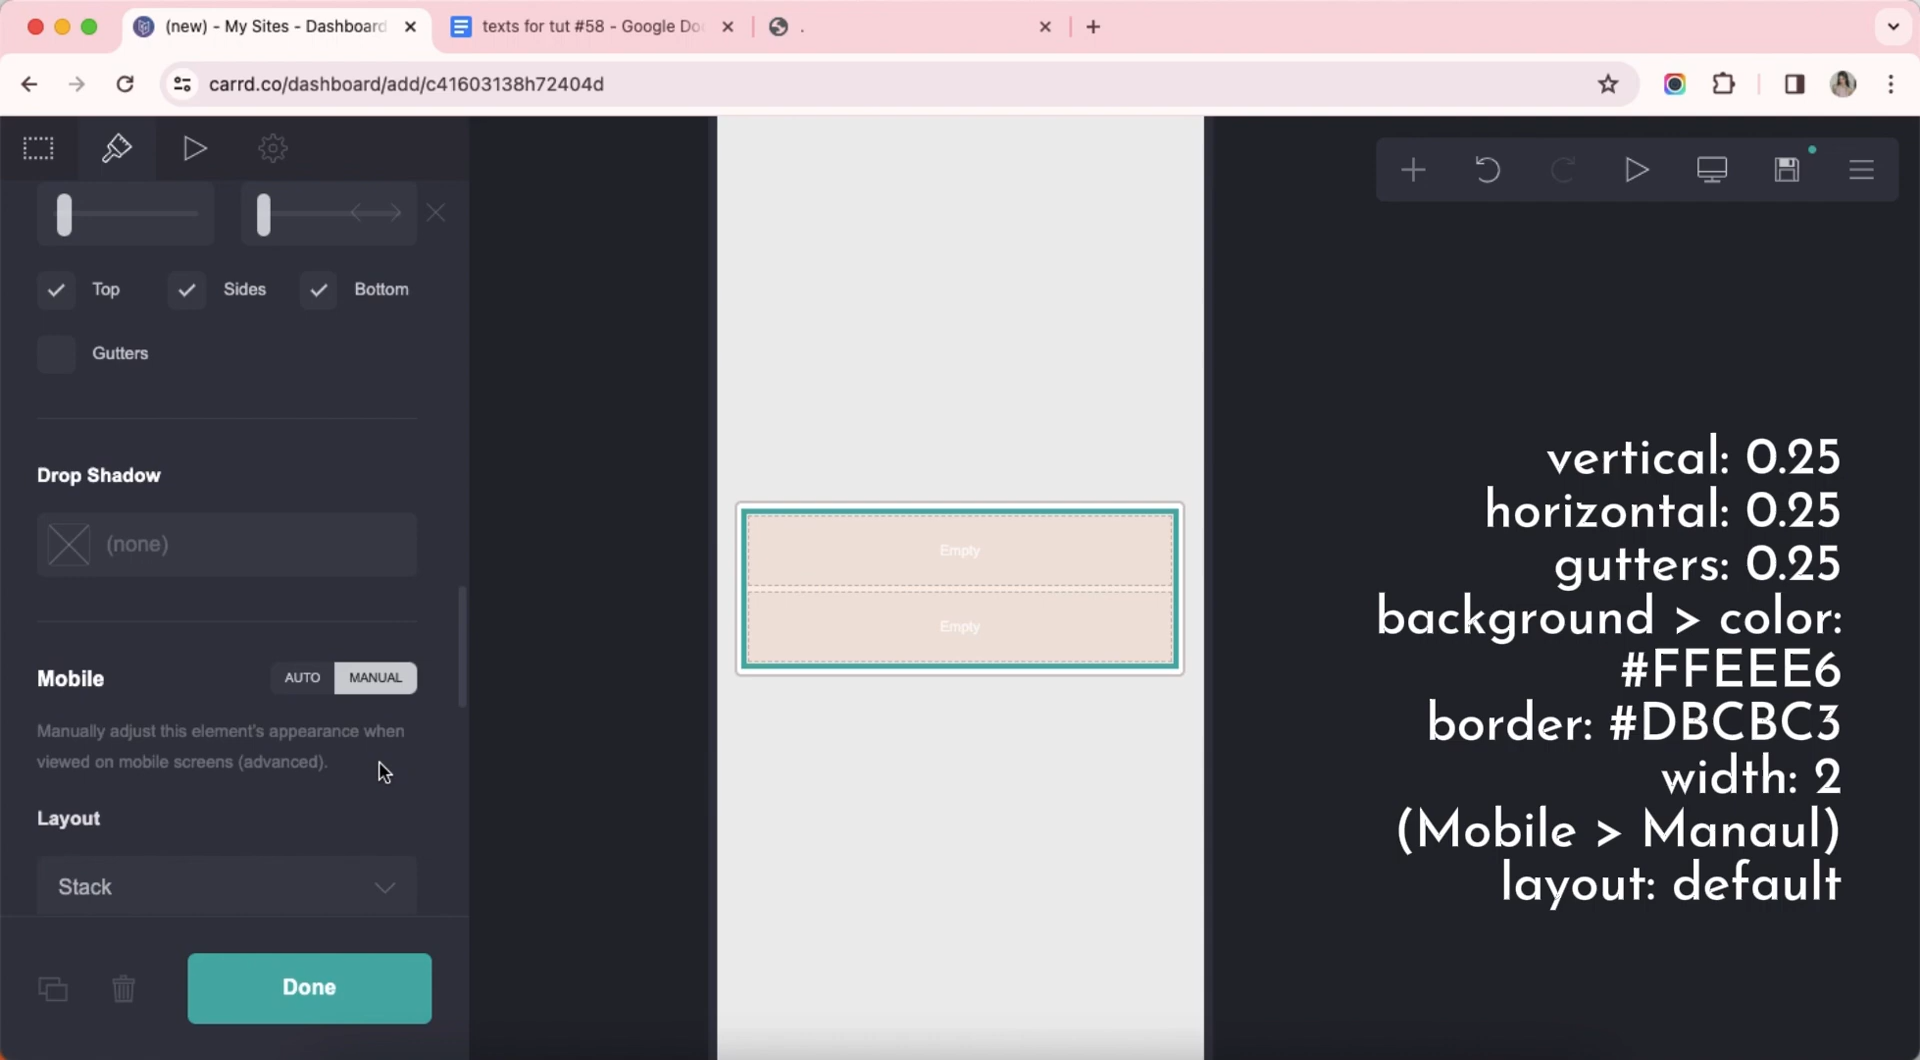 (new) - My Sites - Dashboard
texts for tut #58 - Google Do
.
carrd.co/dashboard/add/c41603138h72404d
Top
Sides
Bottom
Gutters
Drop Shadow
(none)
Mobile
AUTO
MANUAL
Manually adjust this element's appearance when
viewed on mobile screens (advanced).
Layout
Stack
Done
Empty
Empty
vertical: 0.25
horizontal: 0.25
gutters: 0.25
background > color:
#FFEEE6
border: #DBCBC3
width: 2
(Mobile > Manaul)
layout: default